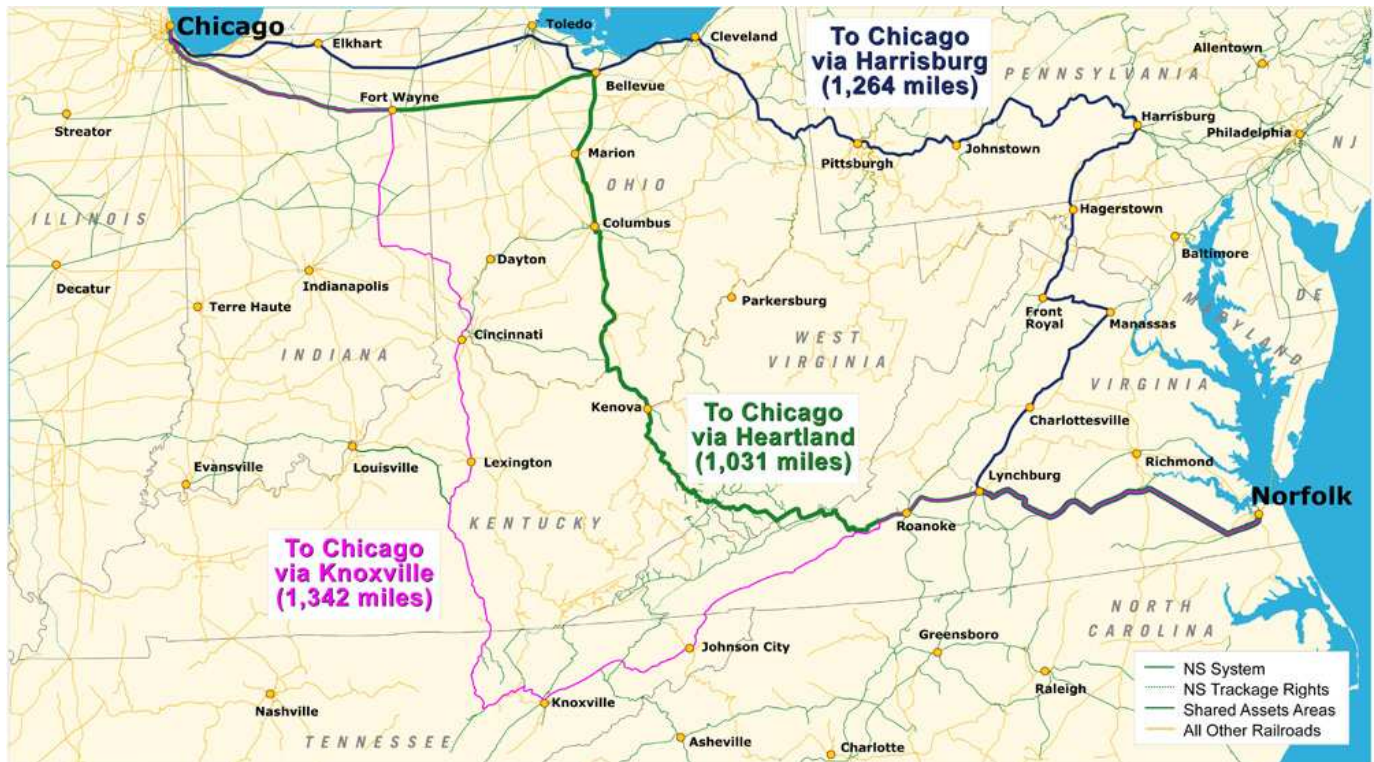 Chicago
Toledo
Elkhart
Cleveland
To Chicago
via Harrisburg
(1,264 miles)
Allentown
PENNSYLVANIA
Bellevue
Fort Wayne
Streator
Harrisburg
Philadelphia
NJ
Pittsburgh
Johnstown
Marion
OHIO
ILLINOIS
Hagerstown
Columbus
Baltimore
Dayton
Decatur
Indianapolis
Terre Haute
Parkersburg
Front
Royal
Manassas
MARYLAND
DE
Cincinnati
INDIANA
WEST
VIRGINIA
VIRGINIA
Kenova
To Chicago
via Heartland
(1,031 miles)
Charlottesville
Louisville
Lexington
Evansville
Richmond
Lynchburg
Norfolk
KENTUCKY
Roanoke
To Chicago
via Knoxville
(1,342 miles)
NORTH
CAROLINA
Johnson City
Greensboro
Raleigh
Nashville
Knoxville
TENNESSEE
Asheville
Charlotte
NS System
NS Trackage Rights
Shared Assets Areas
All Other Railroads